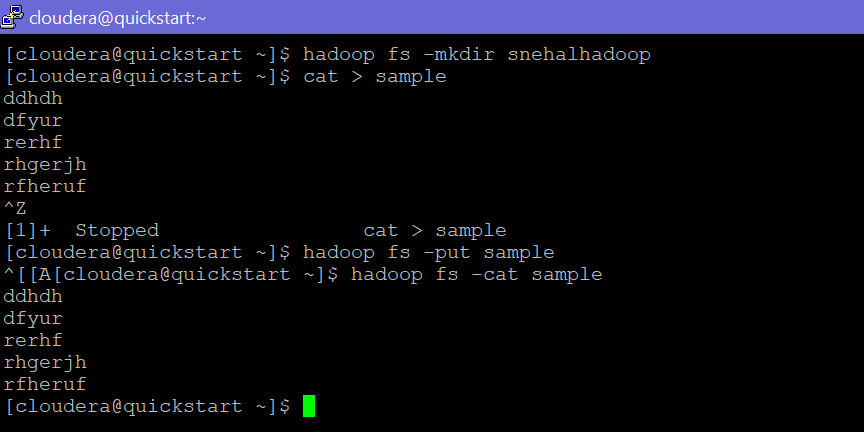 cloudera@quickstart:~
[cloudera@quickstart ~]$ hadoop fs -mkdir snehalhadoop
[cloudera@quickstart ~]$ cat > sample
ddhdh
dfyur
rerhf
rhgerjh
rfheruf
^Z
[1]+  Stopped                 cat > sample
[cloudera@quickstart ~]$ hadoop fs -put sample
^[[A[cloudera@quickstart ~]$ hadoop fs -cat sample
ddhdh
dfyur
rerhf
rhgerjh
rfheruf
[cloudera@quickstart ~]$